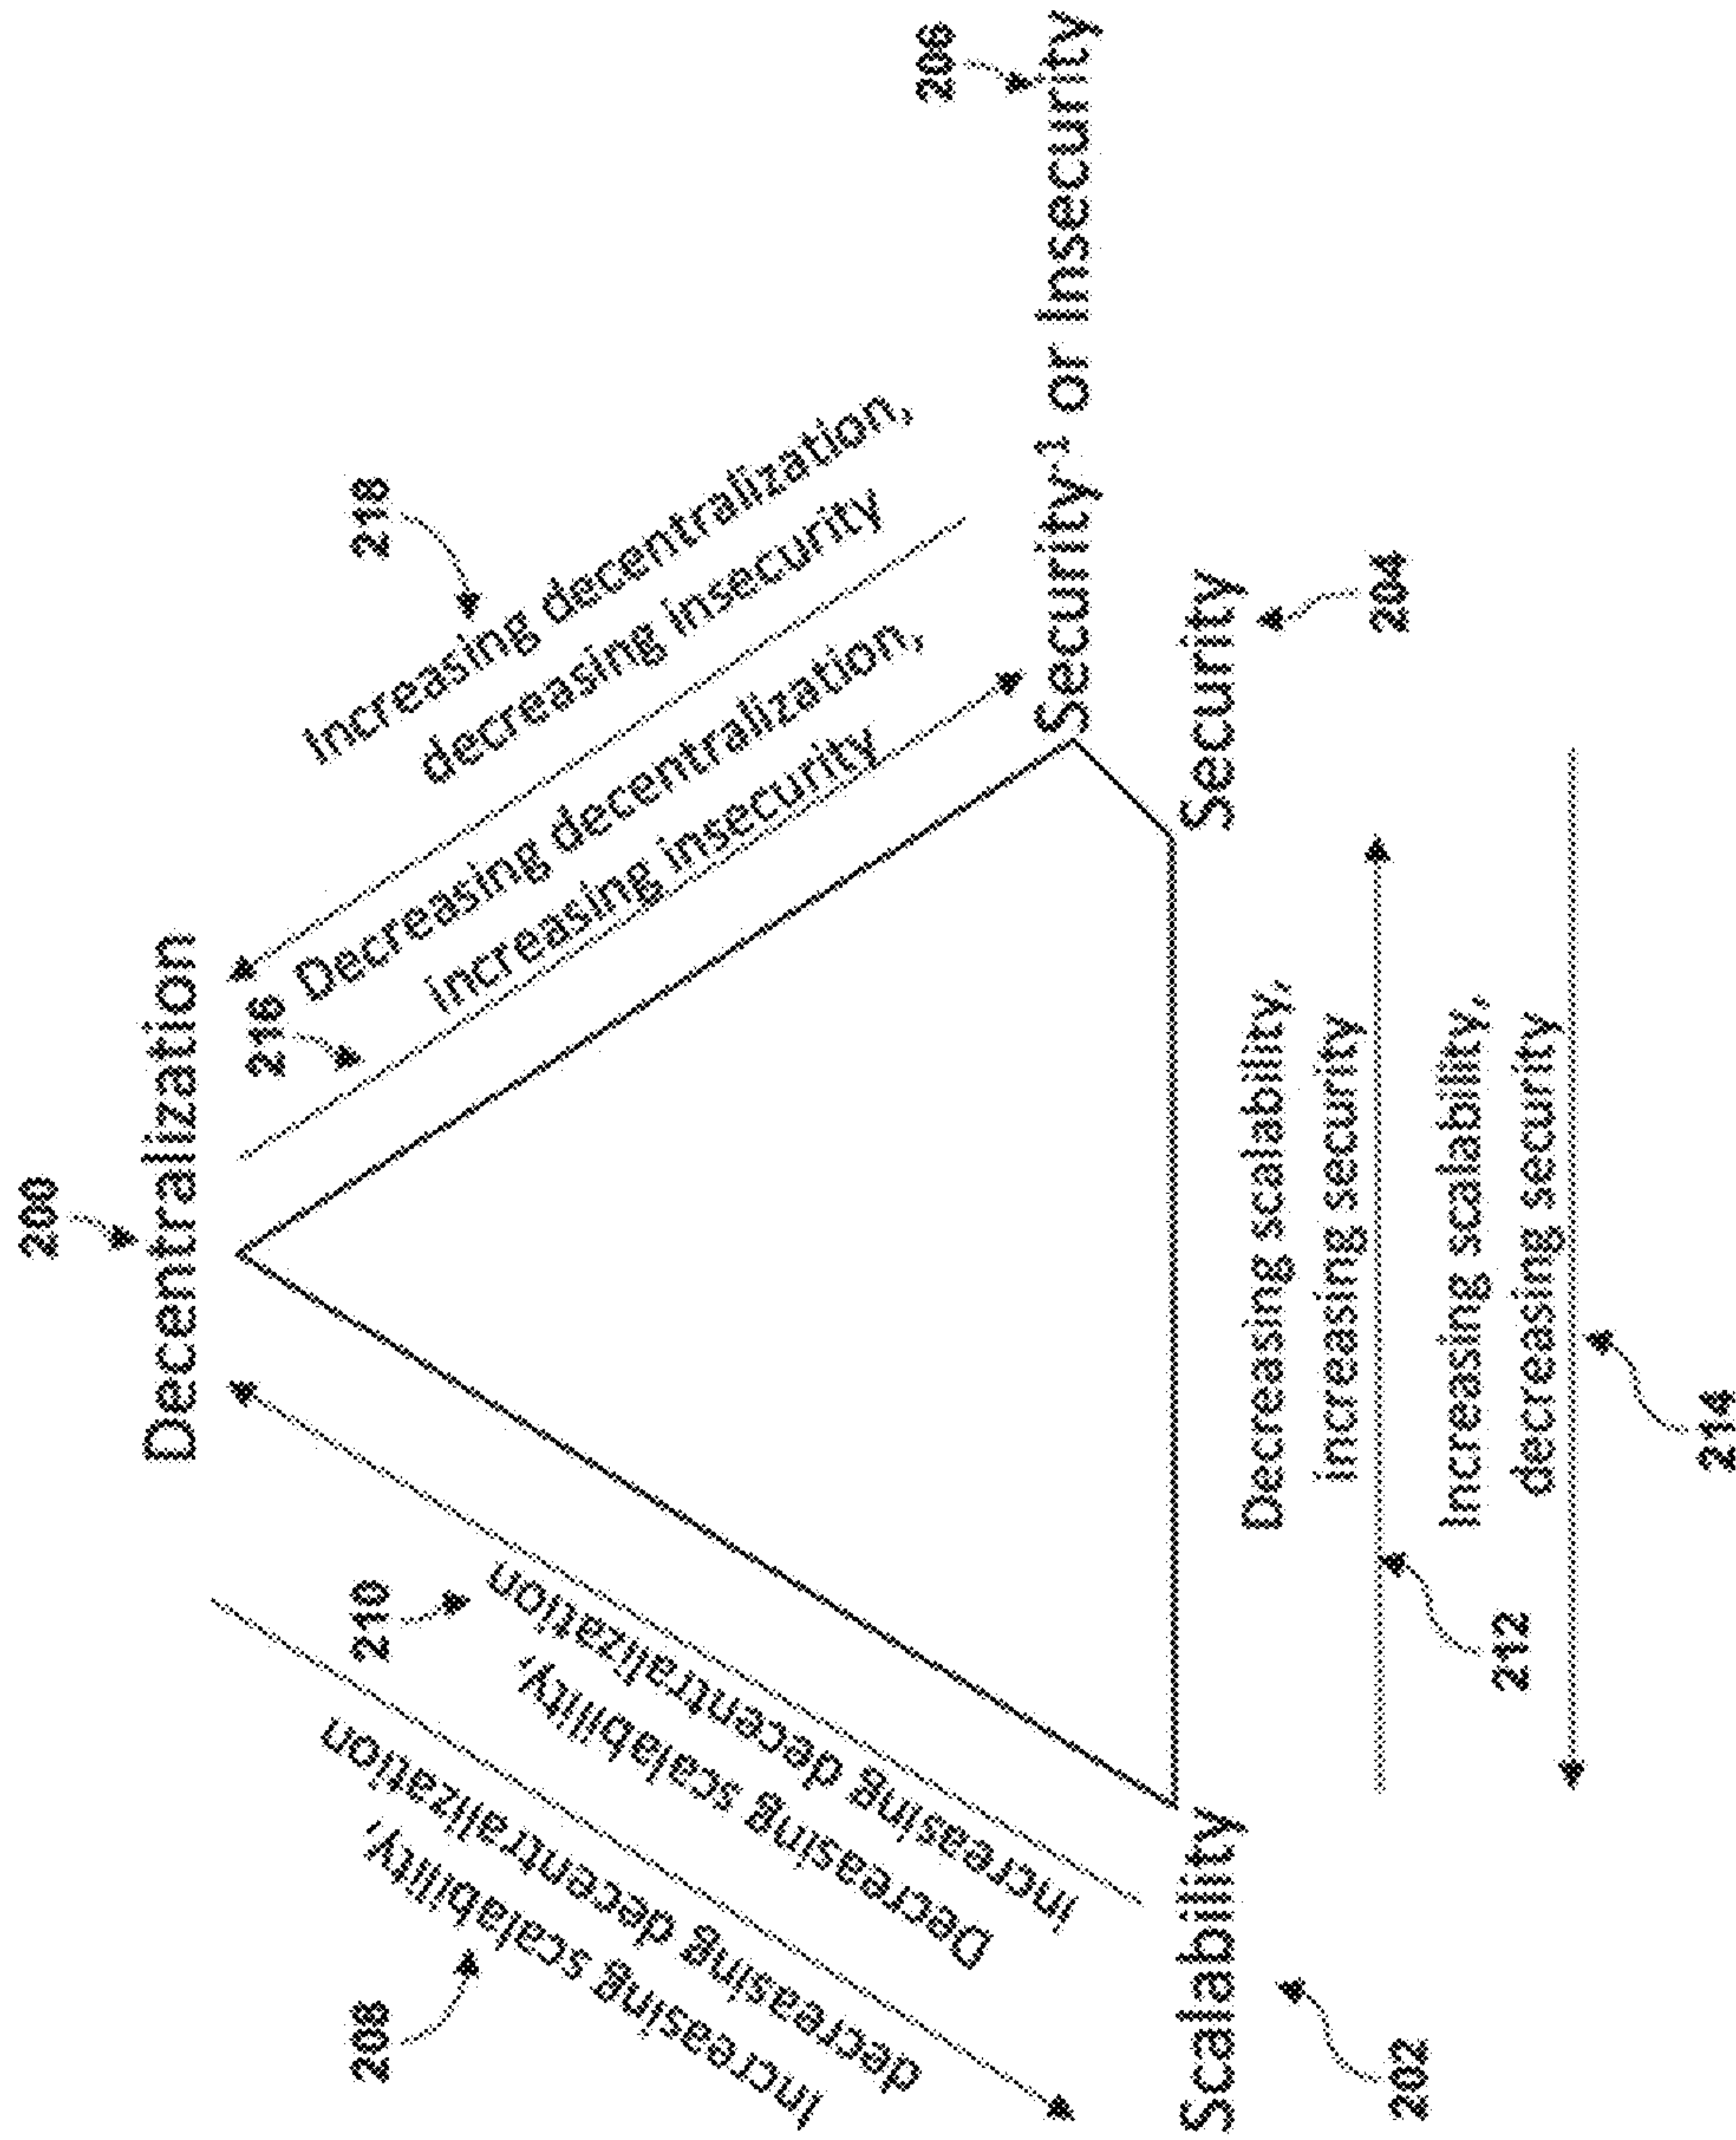 200
Decentralization
208
Increasing scalability,
decreasing decentralization
210
Decreasing scalability,
increasing decentralization
216
Decreasing decentralization,
increasing insecurity
218
Increasing decentralization,
decreasing insecurity
206
Security⁻¹ or Insecurity
Scalability
202
Security
204
Decreasing scalability,
increasing security
212
Increasing scalability,
decreasing security
214